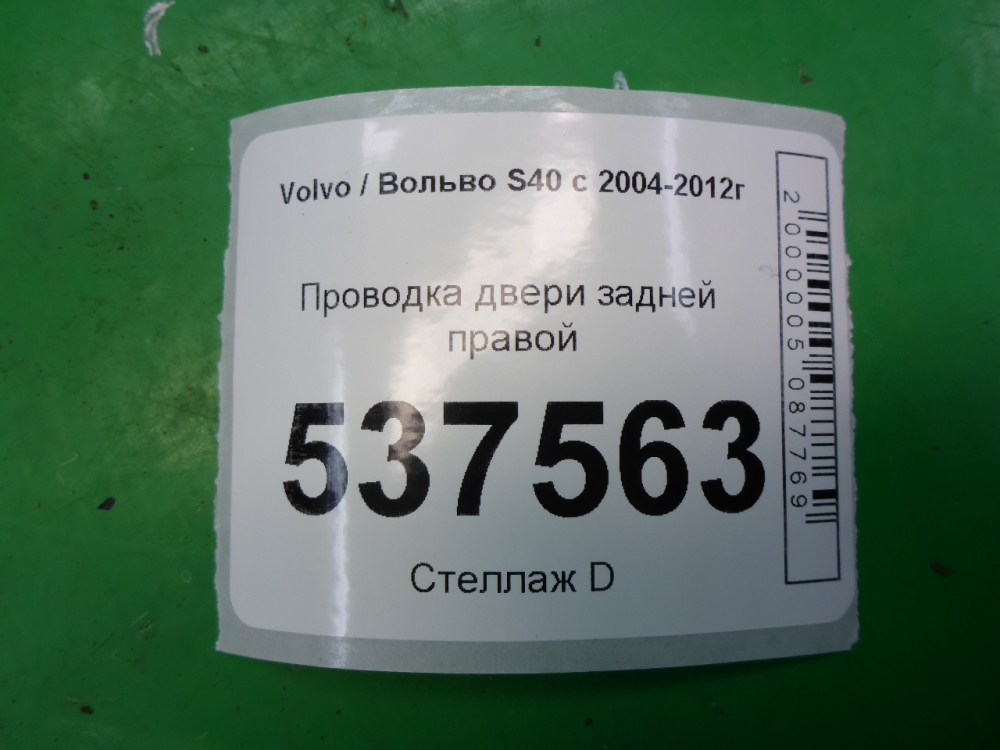 Volvo / Вольво S40 с 2004-2012г
Проводка двери задней
правой
537563
Стеллаж D
2000005087769